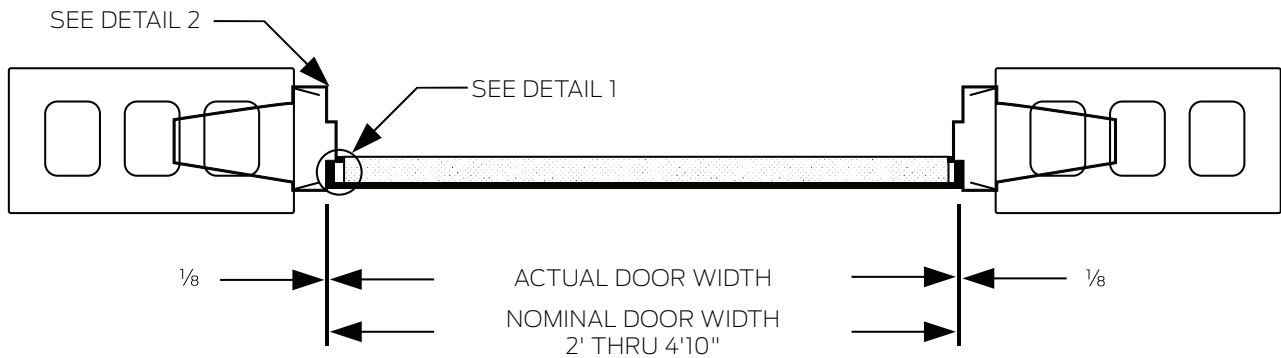 SEE DETAIL 2
SEE DETAIL 1
⅛ ACTUAL DOOR WIDTH ⅛
NOMINAL DOOR WIDTH
2' THRU 4'10"